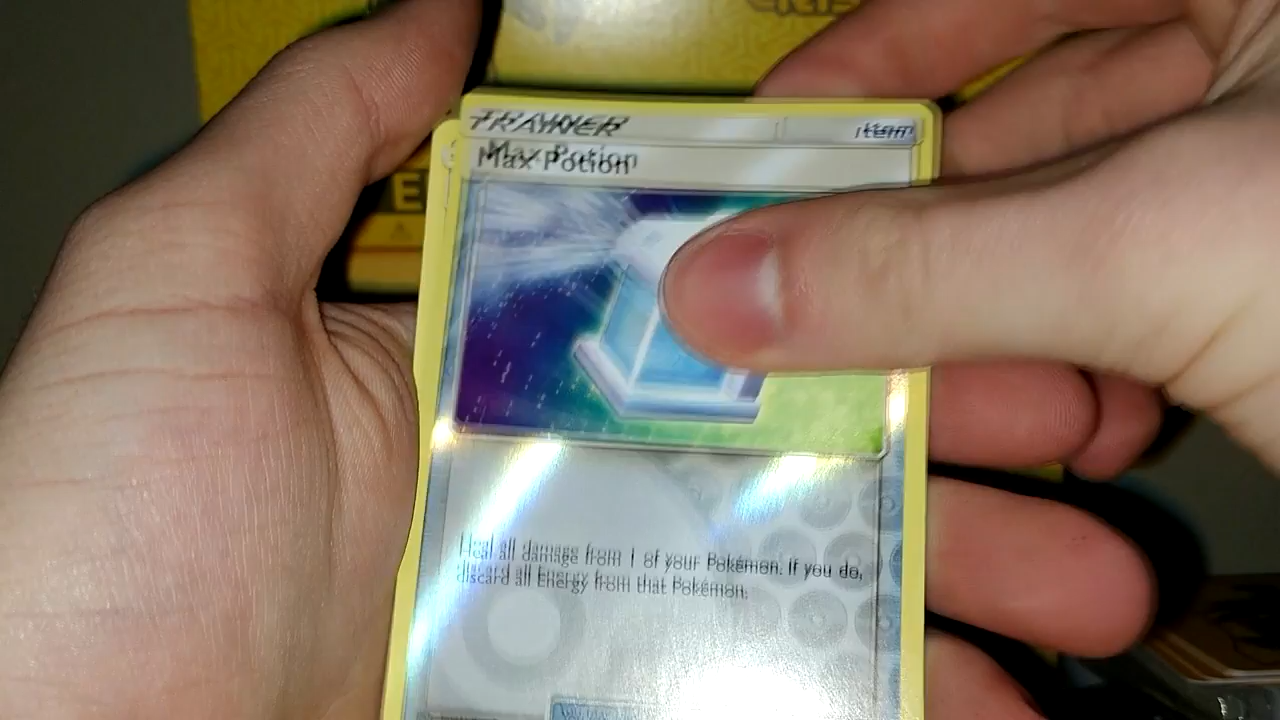 TRAINER
Item
Max Potion
Heal all damage from 1 of your Pokémon. If you do,
discard all Energy from that Pokémon.